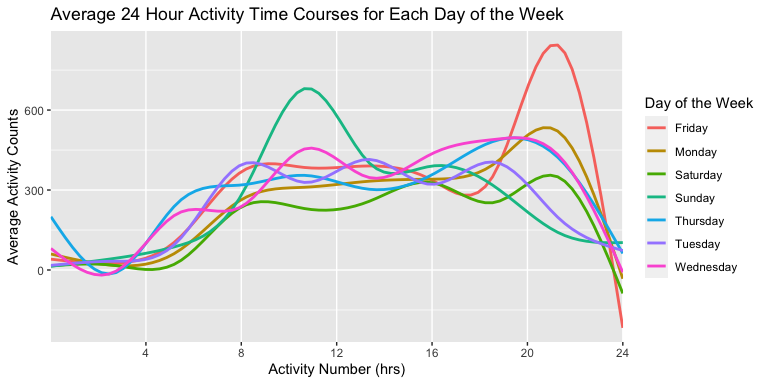 Average 24 Hour Activity Time Courses for Each Day of the Week
Average Activity Counts
600
300
0
4
8
12
16
20
24
Activity Number (hrs)
Day of the Week
Friday
Monday
Saturday
Sunday
Thursday
Tuesday
Wednesday